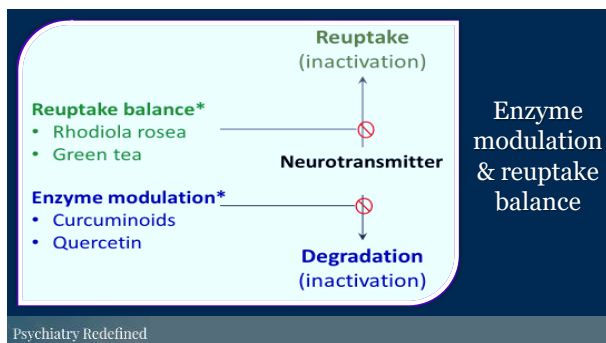 Reuptake
(inactivation)
Reuptake balance*
• Rhodiola rosea
• Green tea
Neurotransmitter
Enzyme modulation*
• Curcuminoids
• Quercetin
Degradation
(inactivation)
Enzyme
modulation
& reuptake
balance
Psychiatry Redefined